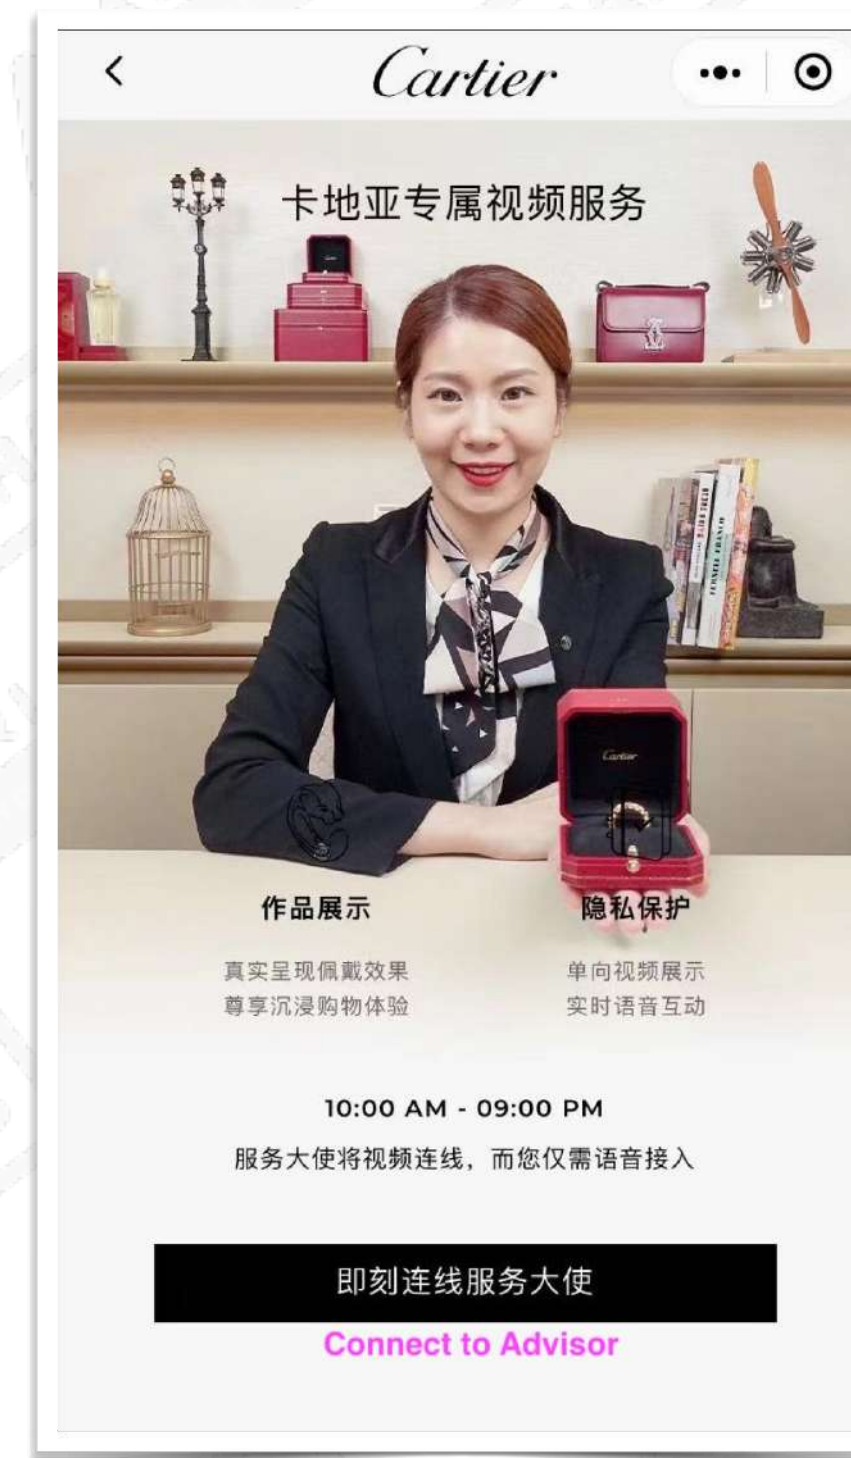 Cartier
卡地亚专属视频服务
Cartier
作品展示
隐私保护
真实呈现佩戴效果
单向视频展示
尊享沉浸购物体验
实时语音互动
10:00 AM - 09:00 PM
服务大使将视频连线，而您仅需语音接入
即刻连线服务大使
Connect to Advisor